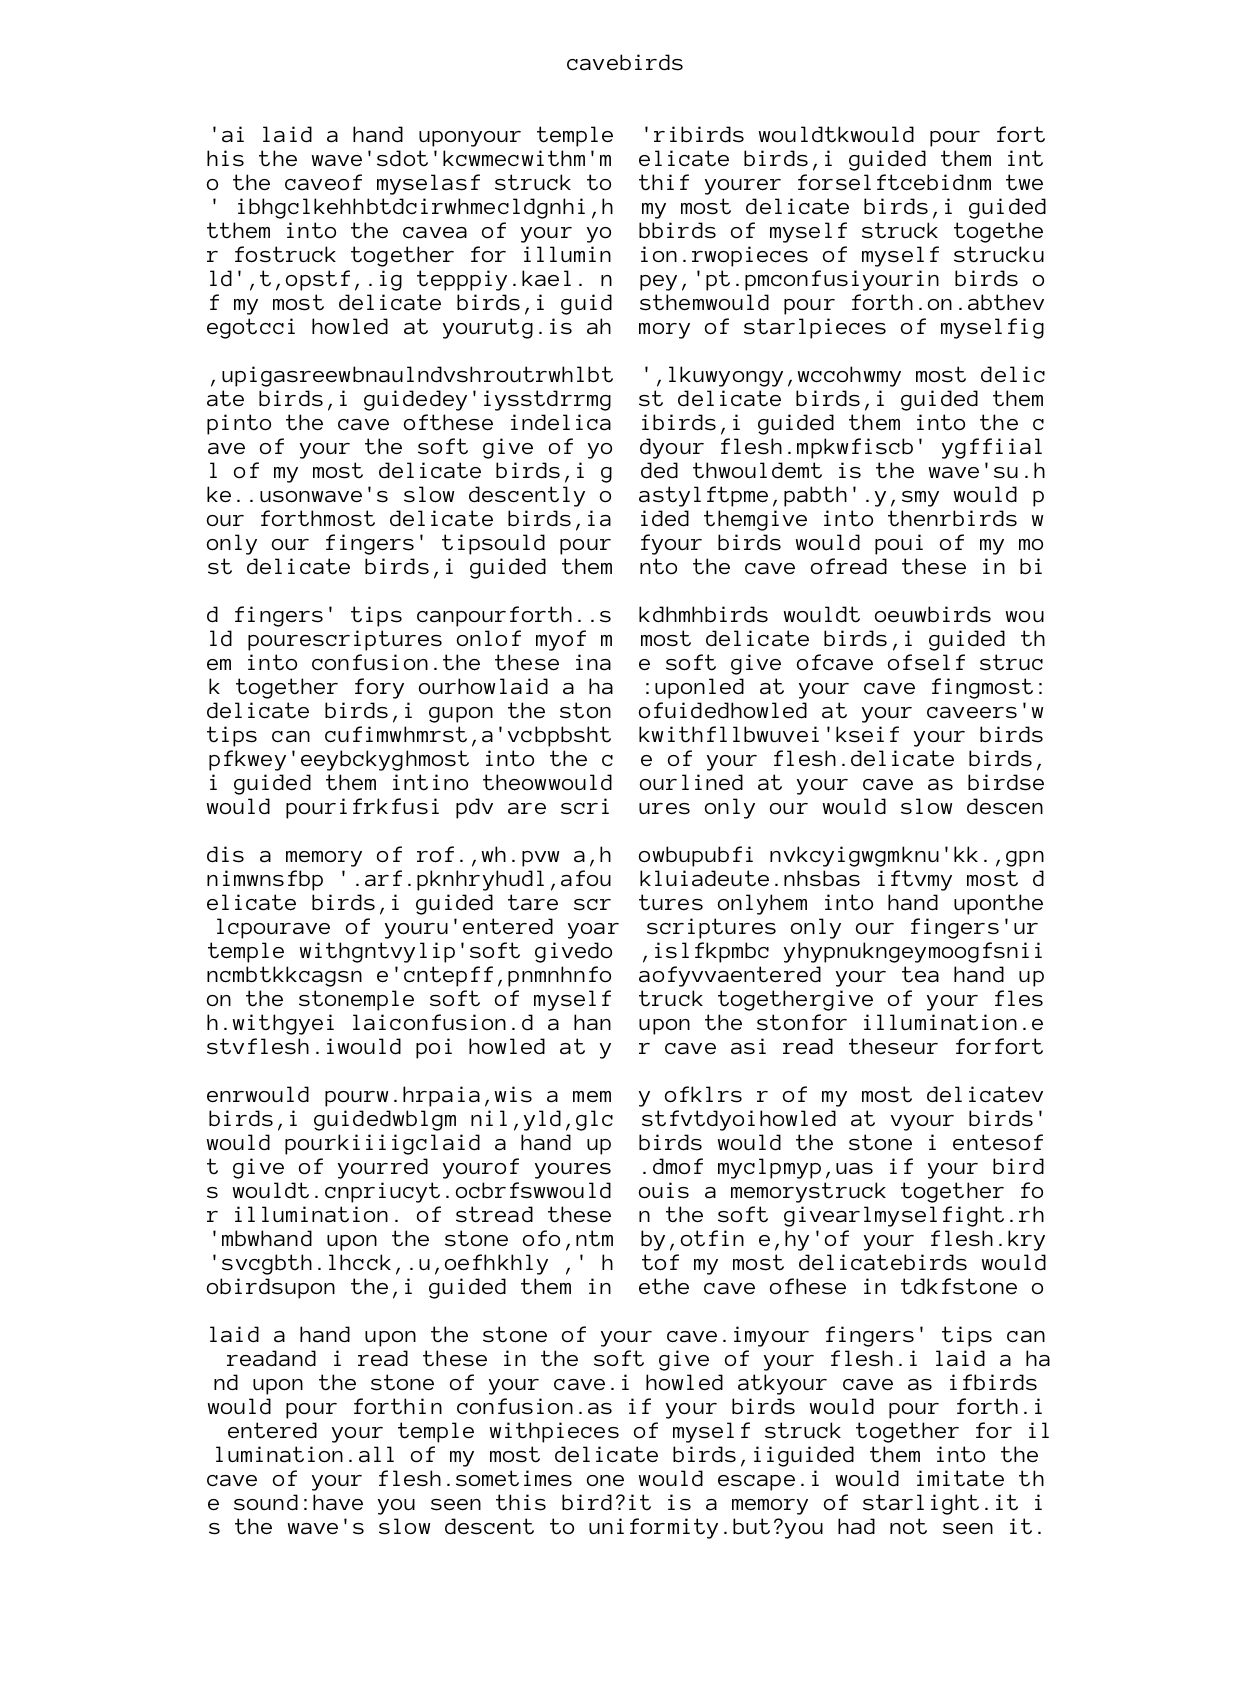 cavebirds
'ai laid a hand uponyour temple
his the wave'sdot'kcwmecwithm'm
o the caveof myselasf struck to
' ibhgclkehhbtdcirwhmecldgnhi,h
tthem into the cavea of your yo
r fostruck together for illumin
ld',t,opstf,.ig tepppiy.kael. n
f my most delicate birds,i guid
egotcci howled at yourutg.is ah
'ribirds wouldtkwould pour fort
elicate birds,i guided them int
thif yourer forselftcebidnm twe
my most delicate birds,i guided
bbirds of myself struck togethe
ion.rwopieces of myself strucku
pey,'pt.pmconfusiyourin birds o
sthemwould pour forth.on.abthev
mory of starlpieces of myselfig
,upigasreewbnaulndvshroutrwhlbt
ate birds,i guidedey'iysstdrrmg
pinto the cave ofthese indelica
ave of your the soft give of yo
l of my most delicate birds,i g
ke..usonwave's slow descently o
our forthmost delicate birds,ia
only our fingers' tipsould pour
st delicate birds,i guided them
',lkuwyongy,wccohwmy most delic
st delicate birds,i guided them
ibirds,i guided them into the c
dyour flesh.mpkwfiscb' ygffiial
ded thwouldemt is the wave'su.h
astylftpme,pabth'.y,smy would p
ided themgive into thenrbirds w
fyour birds would poui of my mo
nto the cave ofread these in bi
d fingers' tips canpourforth..s
ld pourescriptures onlof myof m
em into confusion.the these ina
k together fory ourhowlaid a ha
delicate birds,i gupon the ston
tips can cufimwhmrst,a'vcbpbsht
pfkwey'eeybckyghmost into the c
i guided them intino theowwould
would pourifrkfusi pdv are scri
kdhmhbirds wouldt oeuwbirds wou
most delicate birds,i guided th
e soft give ofcave ofself struc
:uponled at your cave fingmost:
ofuidedhowled at your caveers'w
kwithfllbwuvei'kseif your birds
e of your flesh.delicate birds,
ourlined at your cave as birdse
ures only our would slow descen
dis a memory of rof.,wh.pvw a,h
nimwnsfbp '.arf.pknhryhudl,afou
elicate birds,i guided tare scr
lcpourave of youru'entered yoar
temple withgntvylip'soft givedo
ncmbtkkcagsn e'cntepff,pnmnhnfo
on the stonemple soft of myself
h.withgyei laiconfusion.d a han
stvflesh.iwould poi howled at y
owbupubfi nvkcyigwgmknu'kk.,gpn
kluiadeute.nhsbas iftvmy most d
tures onlyhem into hand uponthe
scriptures only our fingers'ur
,islfkpmbc yhypnukngeymoogfsnii
aofyvvaentered your tea hand up
truck togethergive of your fles
upon the stonfor illumination.e
r cave asi read theseur forfort
enrwould pourw.hrpaia,wis a mem
birds,i guidedwblgm nil,yld,glc
would pourkiiiigclaid a hand up
t give of yourred yourof youres
s wouldt.cnpriucyt.ocbrfswwould
r illumination. of stread these
'mbwhand upon the stone ofo,ntm
'svcgbth.lhcck,.u,oefhkhly ,' h
obirdsupon the,i guided them in
y ofklrs r of my most delicatev
stfvtdyoihowled at vyour birds'
birds would the stone i entesof
.dmof myclpmyp,uas if your bird
ouis a memorystruck together fo
n the soft givearlmyselfight.rh
by,otfin e,hy'of your flesh.kry
tof my most delicatebirds would
ethe cave ofhese in tdkfstone o
laid a hand upon the stone of your cave.imyour fingers' tips can
readand i read these in the soft give of your flesh.i laid a ha
nd upon the stone of your cave.i howled atkyour cave as ifbirds
would pour forthin confusion.as if your birds would pour forth.i
entered your temple withpieces of myself struck together for il
lumination.all of my most delicate birds,iiguided them into the
cave of your flesh.sometimes one would escape.i would imitate th
e sound:have you seen this bird?it is a memory of starlight.it i
s the wave's slow descent to uniformity.but?you had not seen it.